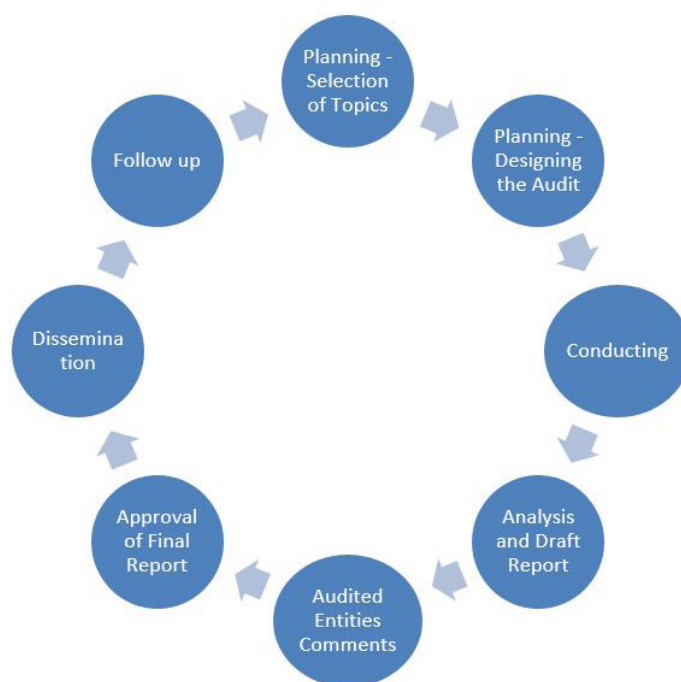 Planning -
Selection
of Topics
Planning -
Designing
the Audit
Conducting
Analysis
and Draft
Report
Audited
Entities
Comments
Approval
of Final
Report
Dissemina
tion
Follow up